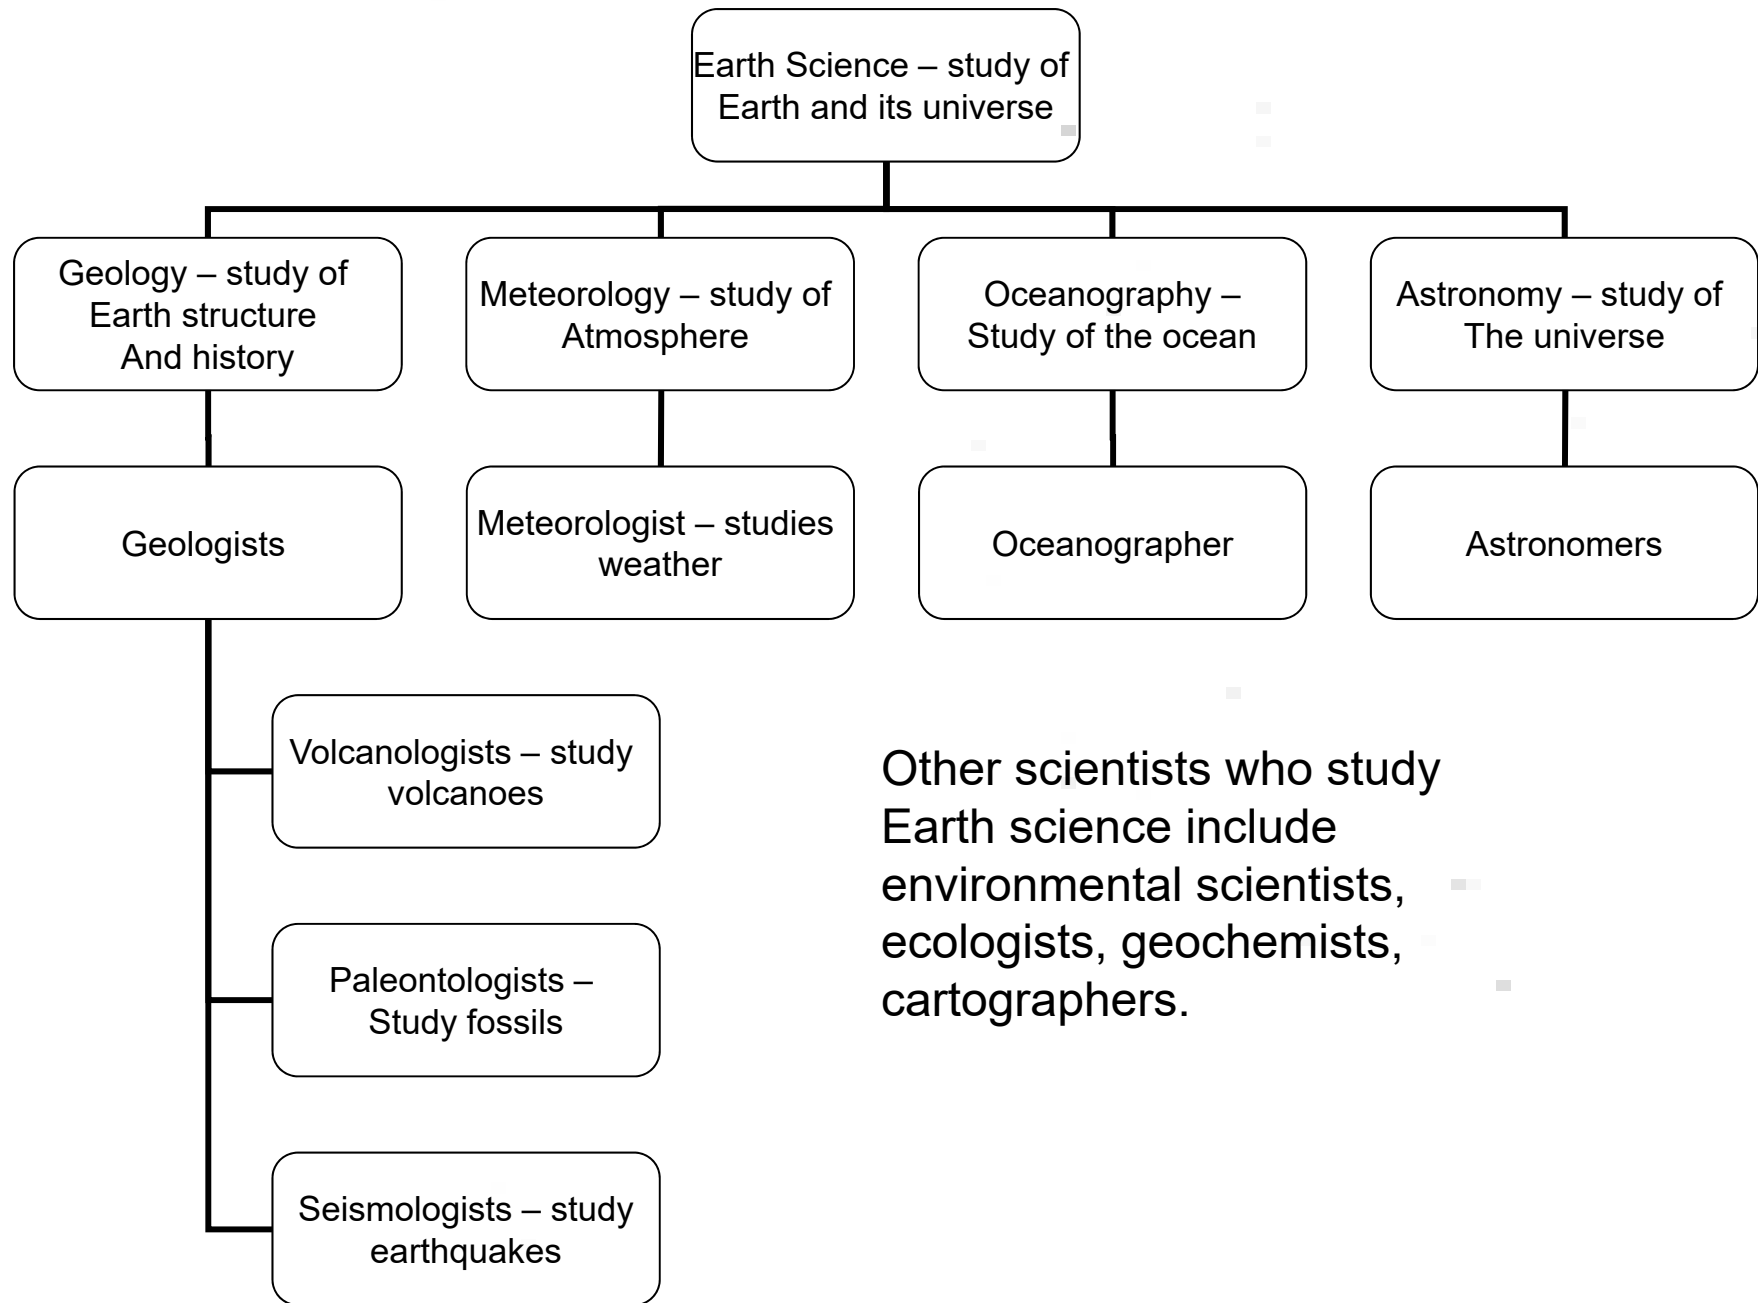 Earth Science – study of
Earth and its universe
Geology – study of
Earth structure
And history
Meteorology – study of
Atmosphere
Oceanography –
Study of the ocean
Astronomy – study of
The universe
Geologists
Meteorologist – studies
weather
Oceanographer
Astronomers
Volcanologists – study
volcanoes
Paleontologists –
Study fossils
Seismologists – study
earthquakes
Other scientists who study
Earth science include
environmental scientists,
ecologists, geochemists,
cartographers.